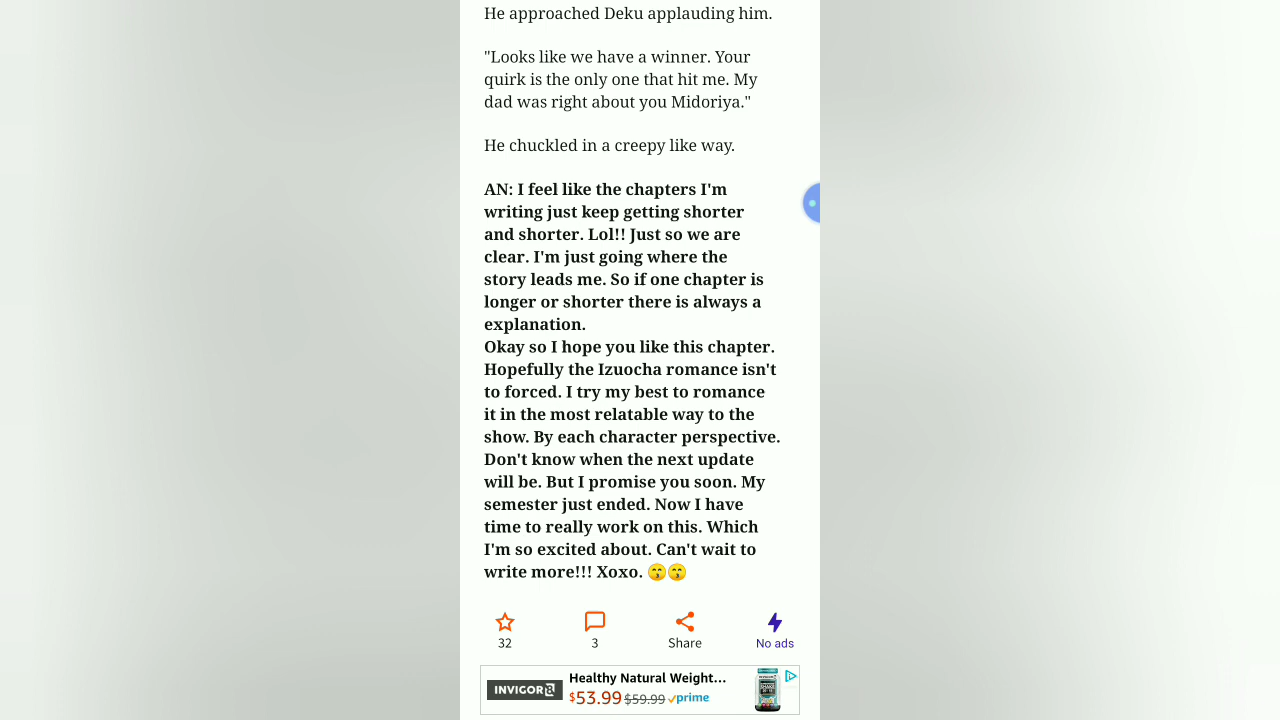 He approached Deku applauding him.
"Looks like we have a winner. Your
quirk is the only one that hit me. My
dad was right about you Midoriya."
He chuckled in a creepy like way.
AN: I feel like the chapters I'm
writing just keep getting shorter
and shorter. Lol!! Just so we are
clear. I'm just going where the
story leads me. So if one chapter is
longer or shorter there is always a
explanation.
Okay so I hope you like this chapter.
Hopefully the Izuocha romance isn't
to forced. I try my best to romance
it in the most relatable way to the
show. By each character perspective.
Don't know when the next update
will be. But I promise you soon. My
semester just ended. Now I have
time to really work on this. Which
I'm so excited about. Can't wait to
write more!!! Xoxo. 😙😙
32 3 Share No ads
INVIGOR8
Healthy Natural Weight...
$53.99 $59.99 prime